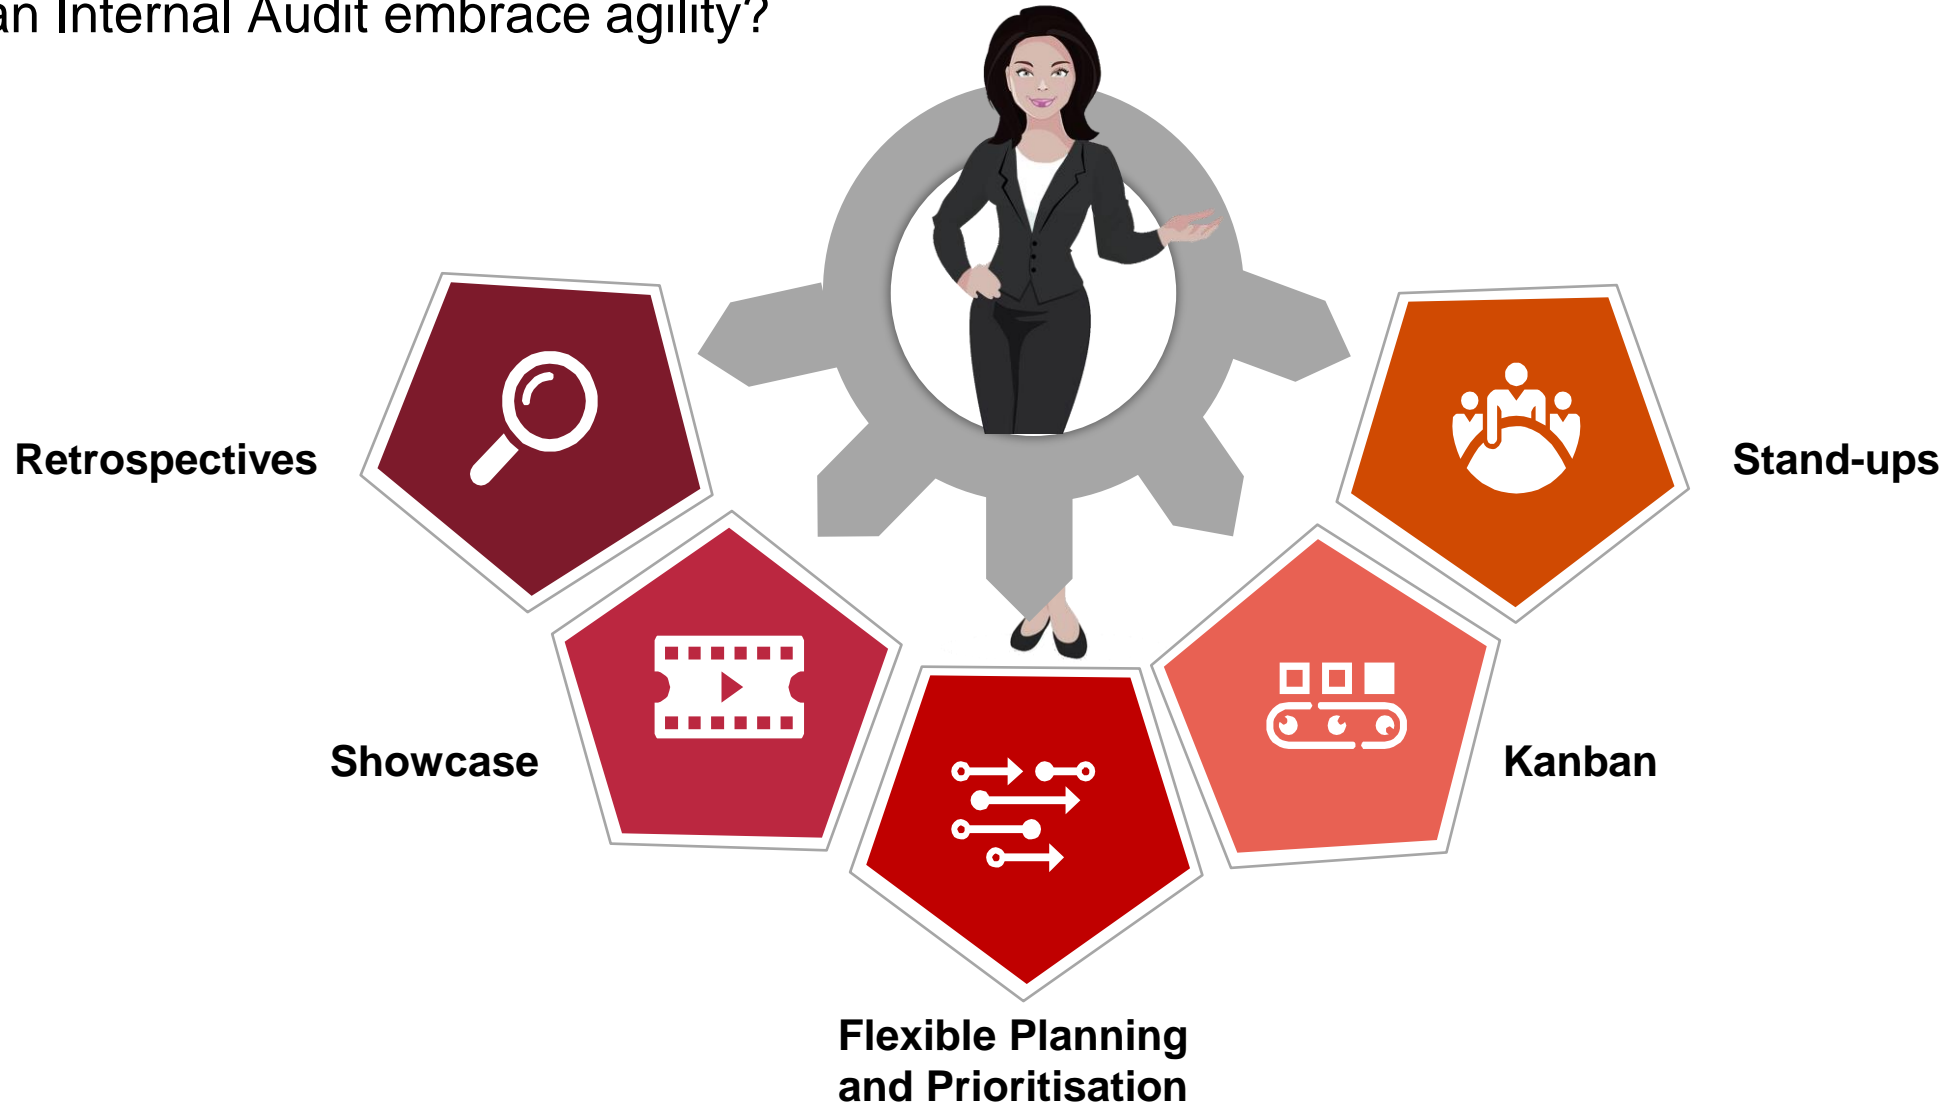 an Internal Audit embrace agility?
Retrospectives
Stand-ups
Showcase
Kanban
Flexible Planning
and Prioritisation